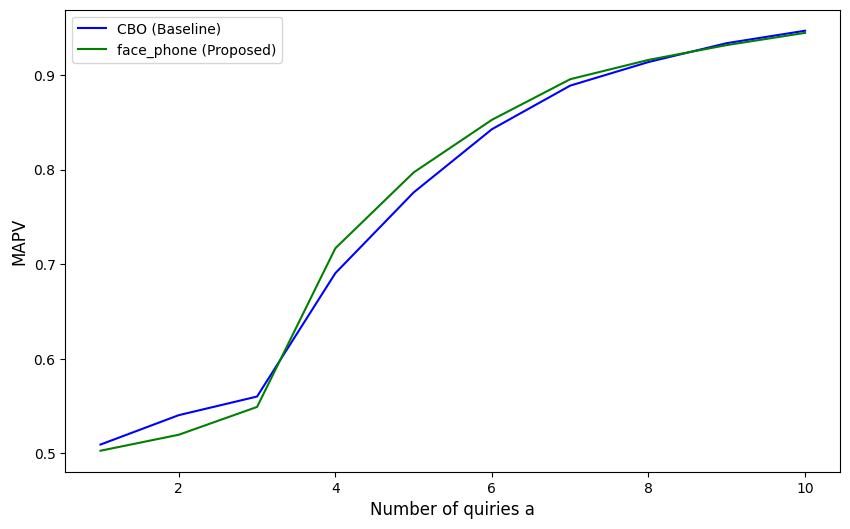 CBO (Baseline)
face_phone (Proposed)
0.9
0.8
0.7
0.6
0.5
MAPV
2 4 6 8 10
Number of quiries a